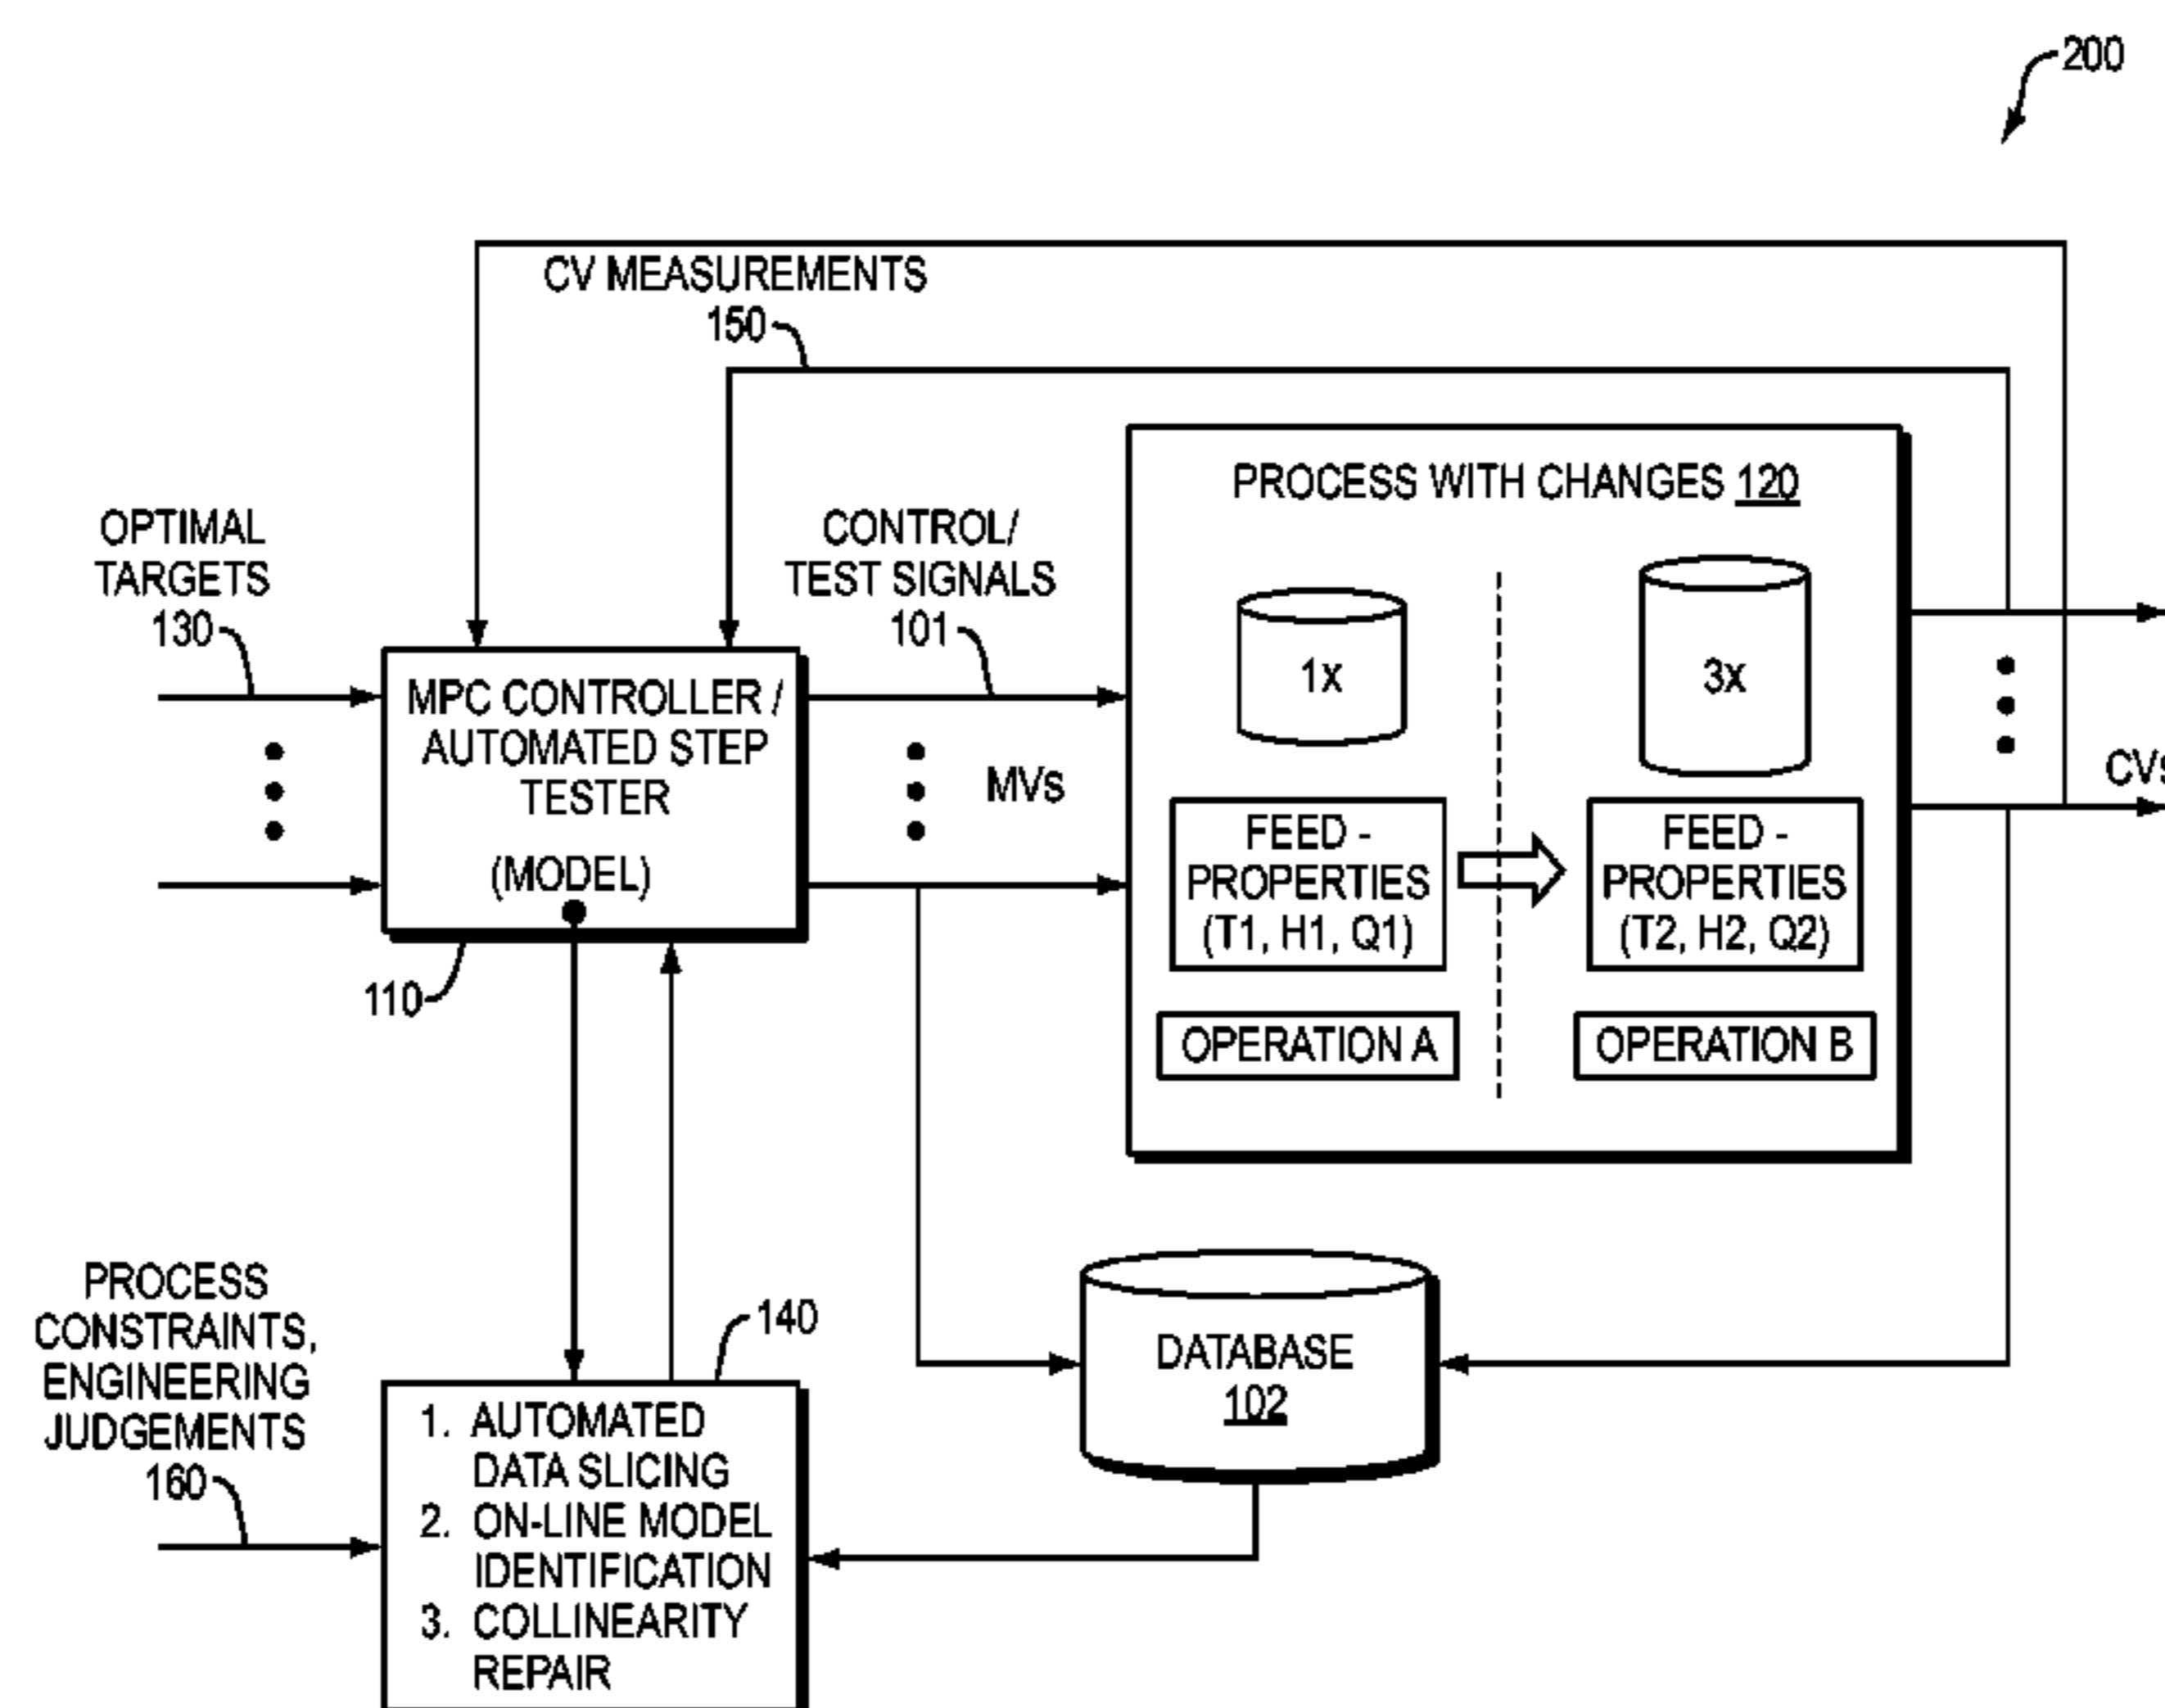 200
CV MEASUREMENTS
150
OPTIMAL
TARGETS
130
CONTROL/
TEST SIGNALS
101
MPC CONTROLLER /
AUTOMATED STEP
TESTER
(MODEL)
110
MVs
PROCESS WITH CHANGES 120
1x
3x
FEED -
PROPERTIES
(T1, H1, Q1)
FEED -
PROPERTIES
(T2, H2, Q2)
OPERATION A
OPERATION B
CVs
PROCESS
CONSTRAINTS,
ENGINEERING
JUDGEMENTS
160
140
1. AUTOMATED
DATA SLICING
2. ON-LINE MODEL
IDENTIFICATION
3. COLLINEARITY
REPAIR
DATABASE
102